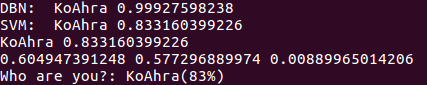 DBN:  KoAhra 0.99927598238
SVM:  KoAhra 0.833160399226
KoAhra 0.833160399226
0.604947391248 0.577296889974 0.00889965014206
Who are you?: KoAhra(83%)